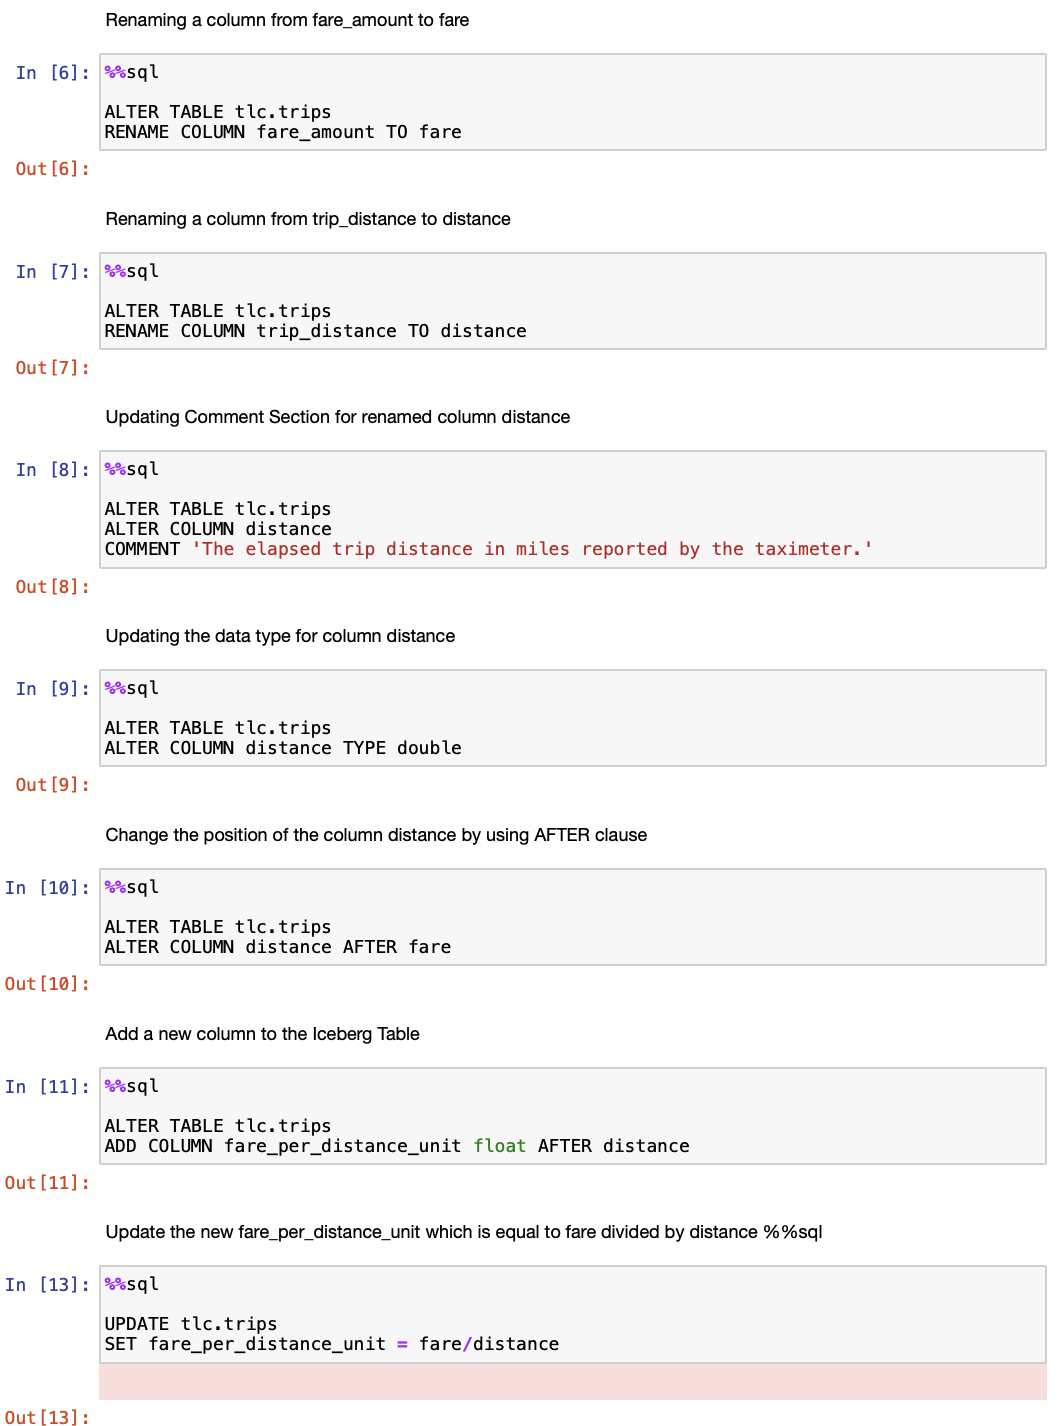 Renaming a column from fare_amount to fare
In [6]: %%sql
ALTER TABLE tlc.trips
RENAME COLUMN fare_amount TO fare
Out[6]:
Renaming a column from trip_distance to distance
In [7]: %%sql
ALTER TABLE tlc.trips
RENAME COLUMN trip_distance TO distance
Out[7]:
Updating Comment Section for renamed column distance
In [8]: %%sql
ALTER TABLE tlc.trips
ALTER COLUMN distance
COMMENT 'The elapsed trip distance in miles reported by the taximeter.'
Out[8]:
Updating the data type for column distance
In [9]: %%sql
ALTER TABLE tlc.trips
ALTER COLUMN distance TYPE double
Out[9]:
Change the position of the column distance by using AFTER clause
In [10]: %%sql
ALTER TABLE tlc.trips
ALTER COLUMN distance AFTER fare
Out[10]:
Add a new column to the Iceberg Table
In [11]: %%sql
ALTER TABLE tlc.trips
ADD COLUMN fare_per_distance_unit float AFTER distance
Out[11]:
Update the new fare_per_distance_unit which is equal to fare divided by distance %%sql
In [13]: %%sql
UPDATE tlc.trips
SET fare_per_distance_unit = fare/distance
Out[13]: